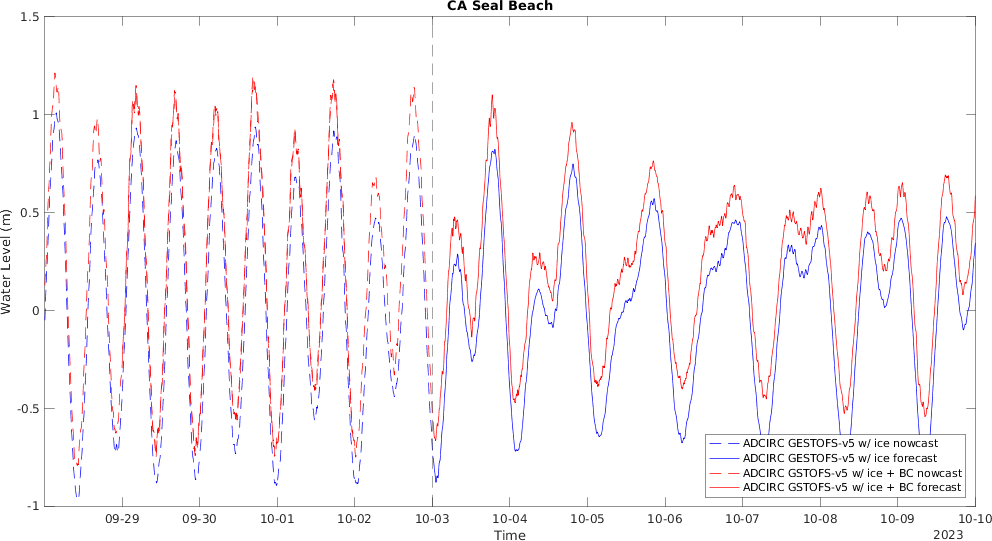 CA Seal Beach
Water Level (m)
1.5
1
0.5
0
-0.5
-1
09-29 09-30 10-01 10-02 10-03 10-04 10-05 10-06 10-07 10-08 10-09 10-10
Time
2023
ADCIRC GESTOFS-v5 w/ ice nowcast
ADCIRC GESTOFS-v5 w/ ice forecast
ADCIRC GSTOFS-v5 w/ ice + BC nowcast
ADCIRC GSTOFS-v5 w/ ice + BC forecast